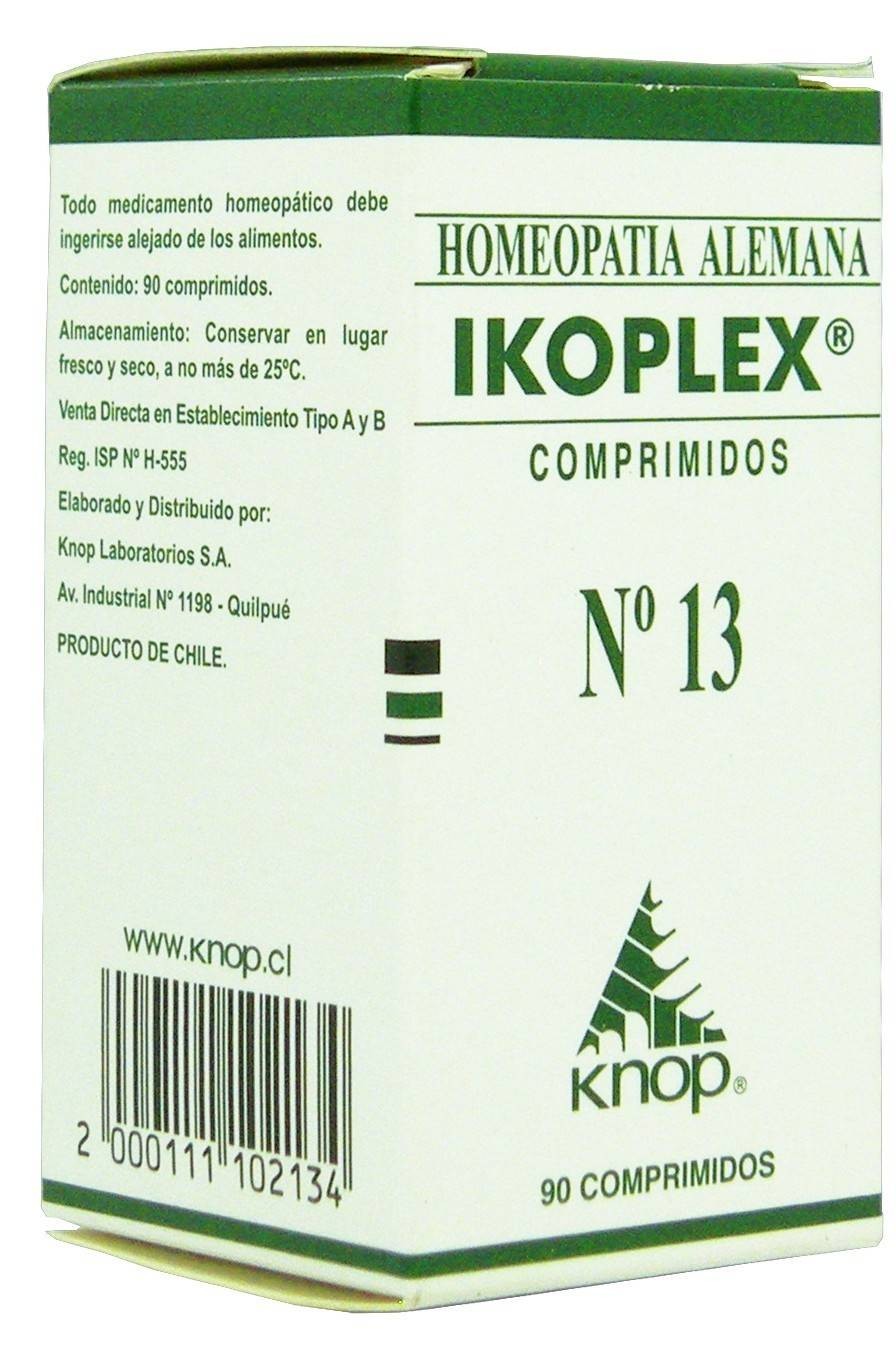 Todo medicamento homeopático debe
ingerirse alejado de los alimentos.
Contenido: 90 comprimidos.
Almacenamiento: Conservar en lugar
fresco y seco, a no más de 25ºC.
Venta Directa en Establecimiento Tipo A y B
Reg. ISP Nº H-555
Elaborado y Distribuido por:
Knop Laboratorios S.A.
Av. Industrial Nº 1198 - Quilpué
PRODUCTO DE CHILE.
www.knop.cl
2 000111 102134
HOMEOPATIA ALEMANA
IKOPLEX®
COMPRIMIDOS
Nº 13
knop®
90 COMPRIMIDOS